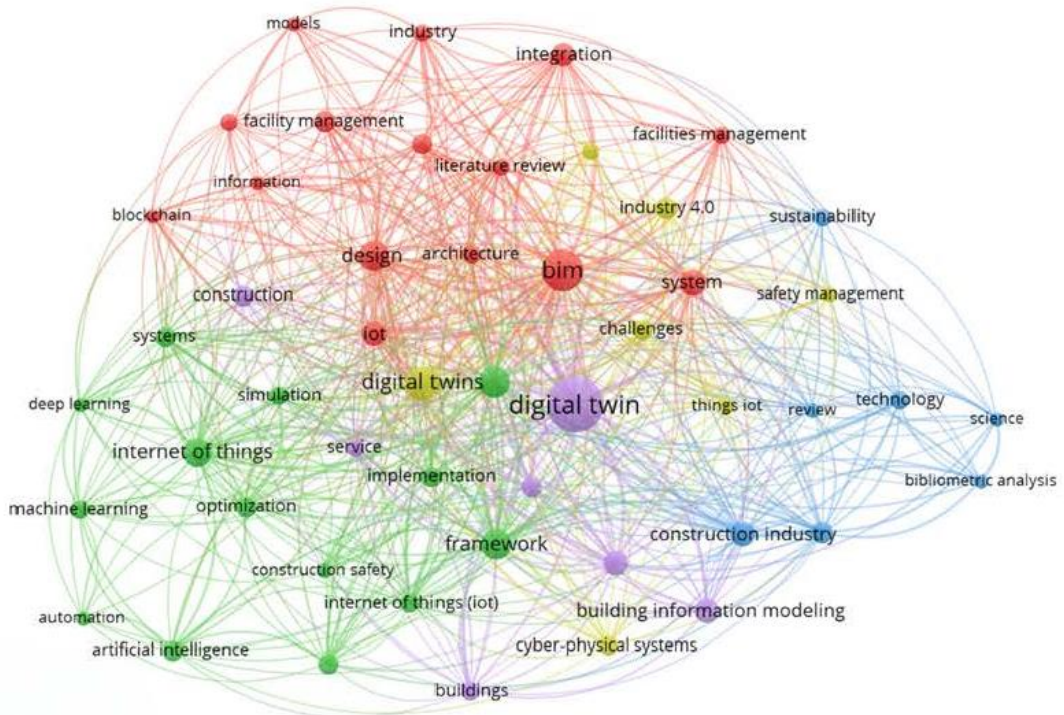 models
industry
integration
facility management
facilities management
literature review
information
industry 4.0
blockchain
sustainability
design
architecture
bim
system
construction
safety management
systems
iot
challenges
digital twins
simulation
deep learning
digital twin
things iot
review
technology
science
internet of things
service
implementation
bibliometric analysis
machine learning
optimization
framework
construction industry
construction safety
internet of things (iot)
building information modeling
automation
artificial intelligence
cyber-physical systems
buildings